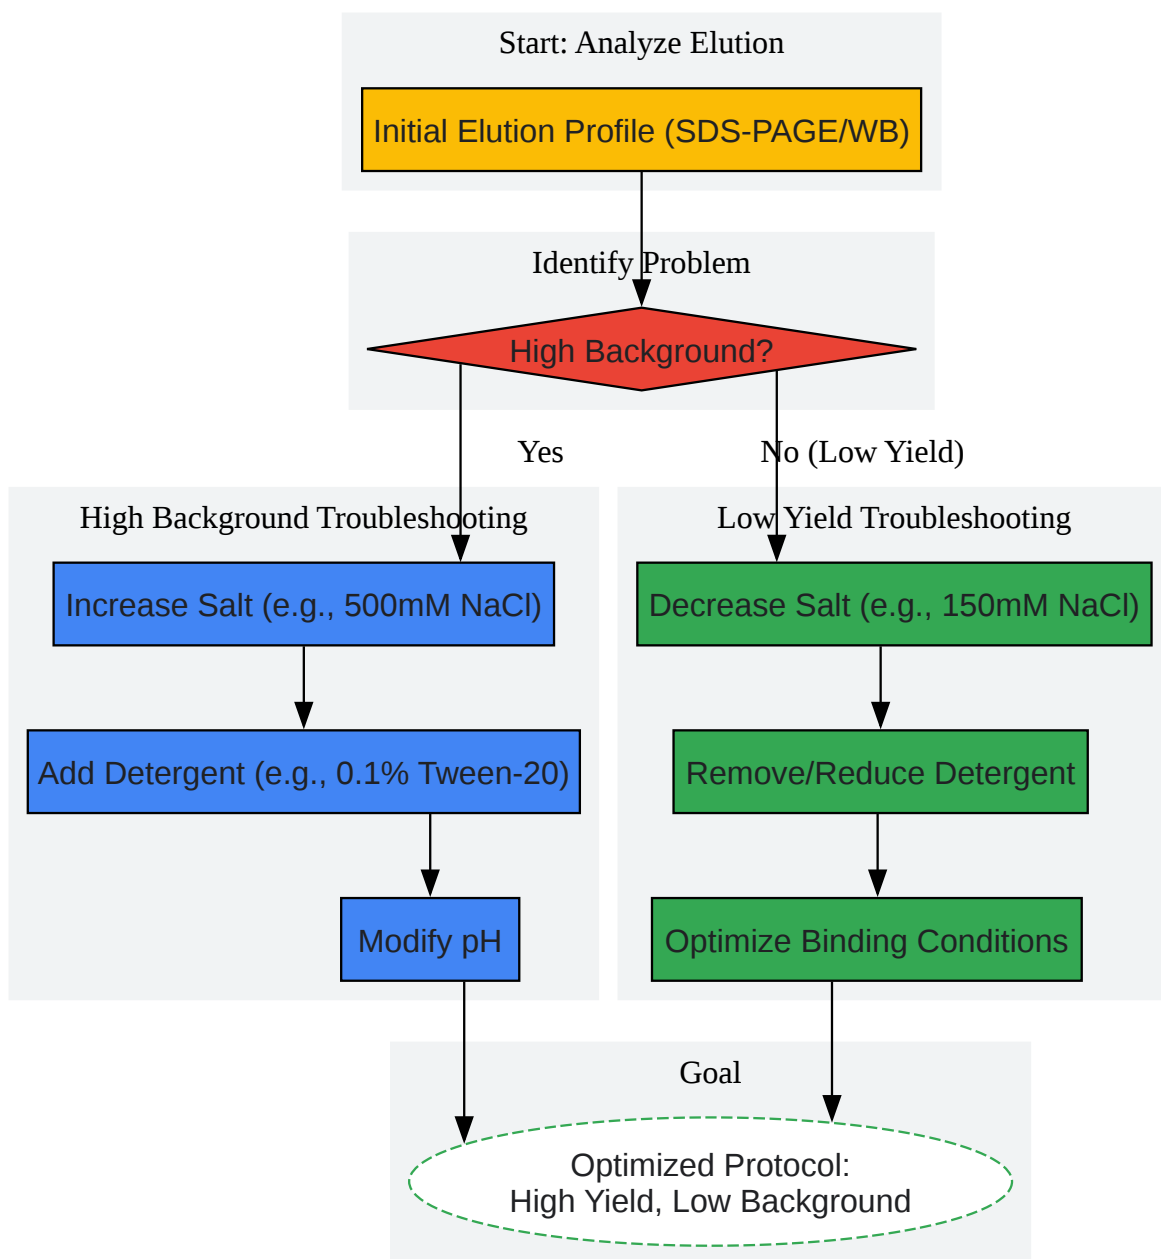 Start: Analyze Elution
Initial Elution Profile (SDS-PAGE/WB)
Identify Problem
High Background?
Yes
No (Low Yield)
High Background Troubleshooting
Increase Salt (e.g., 500mM NaCl)
Add Detergent (e.g., 0.1% Tween-20)
Modify pH
Low Yield Troubleshooting
Decrease Salt (e.g., 150mM NaCl)
Remove/Reduce Detergent
Optimize Binding Conditions
Goal
Optimized Protocol:
High Yield, Low Background